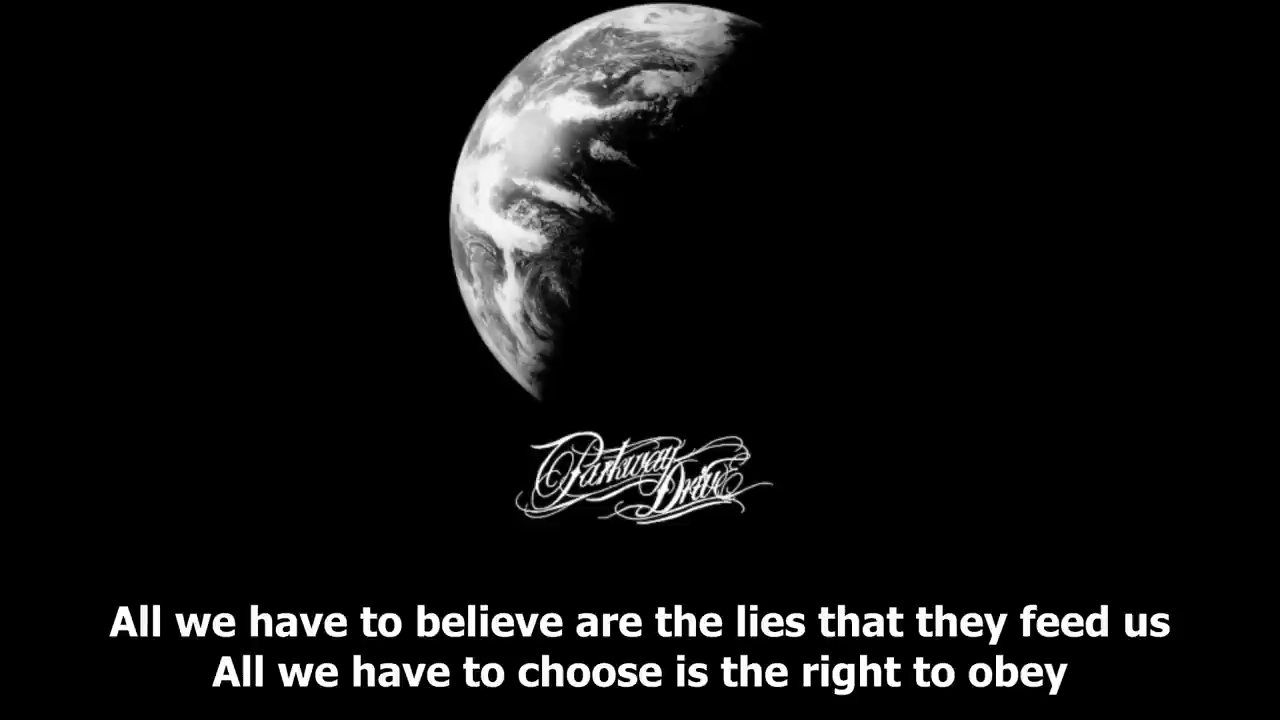 Parkway
Drive
All we have to believe are the lies that they feed us
All we have to choose is the right to obey